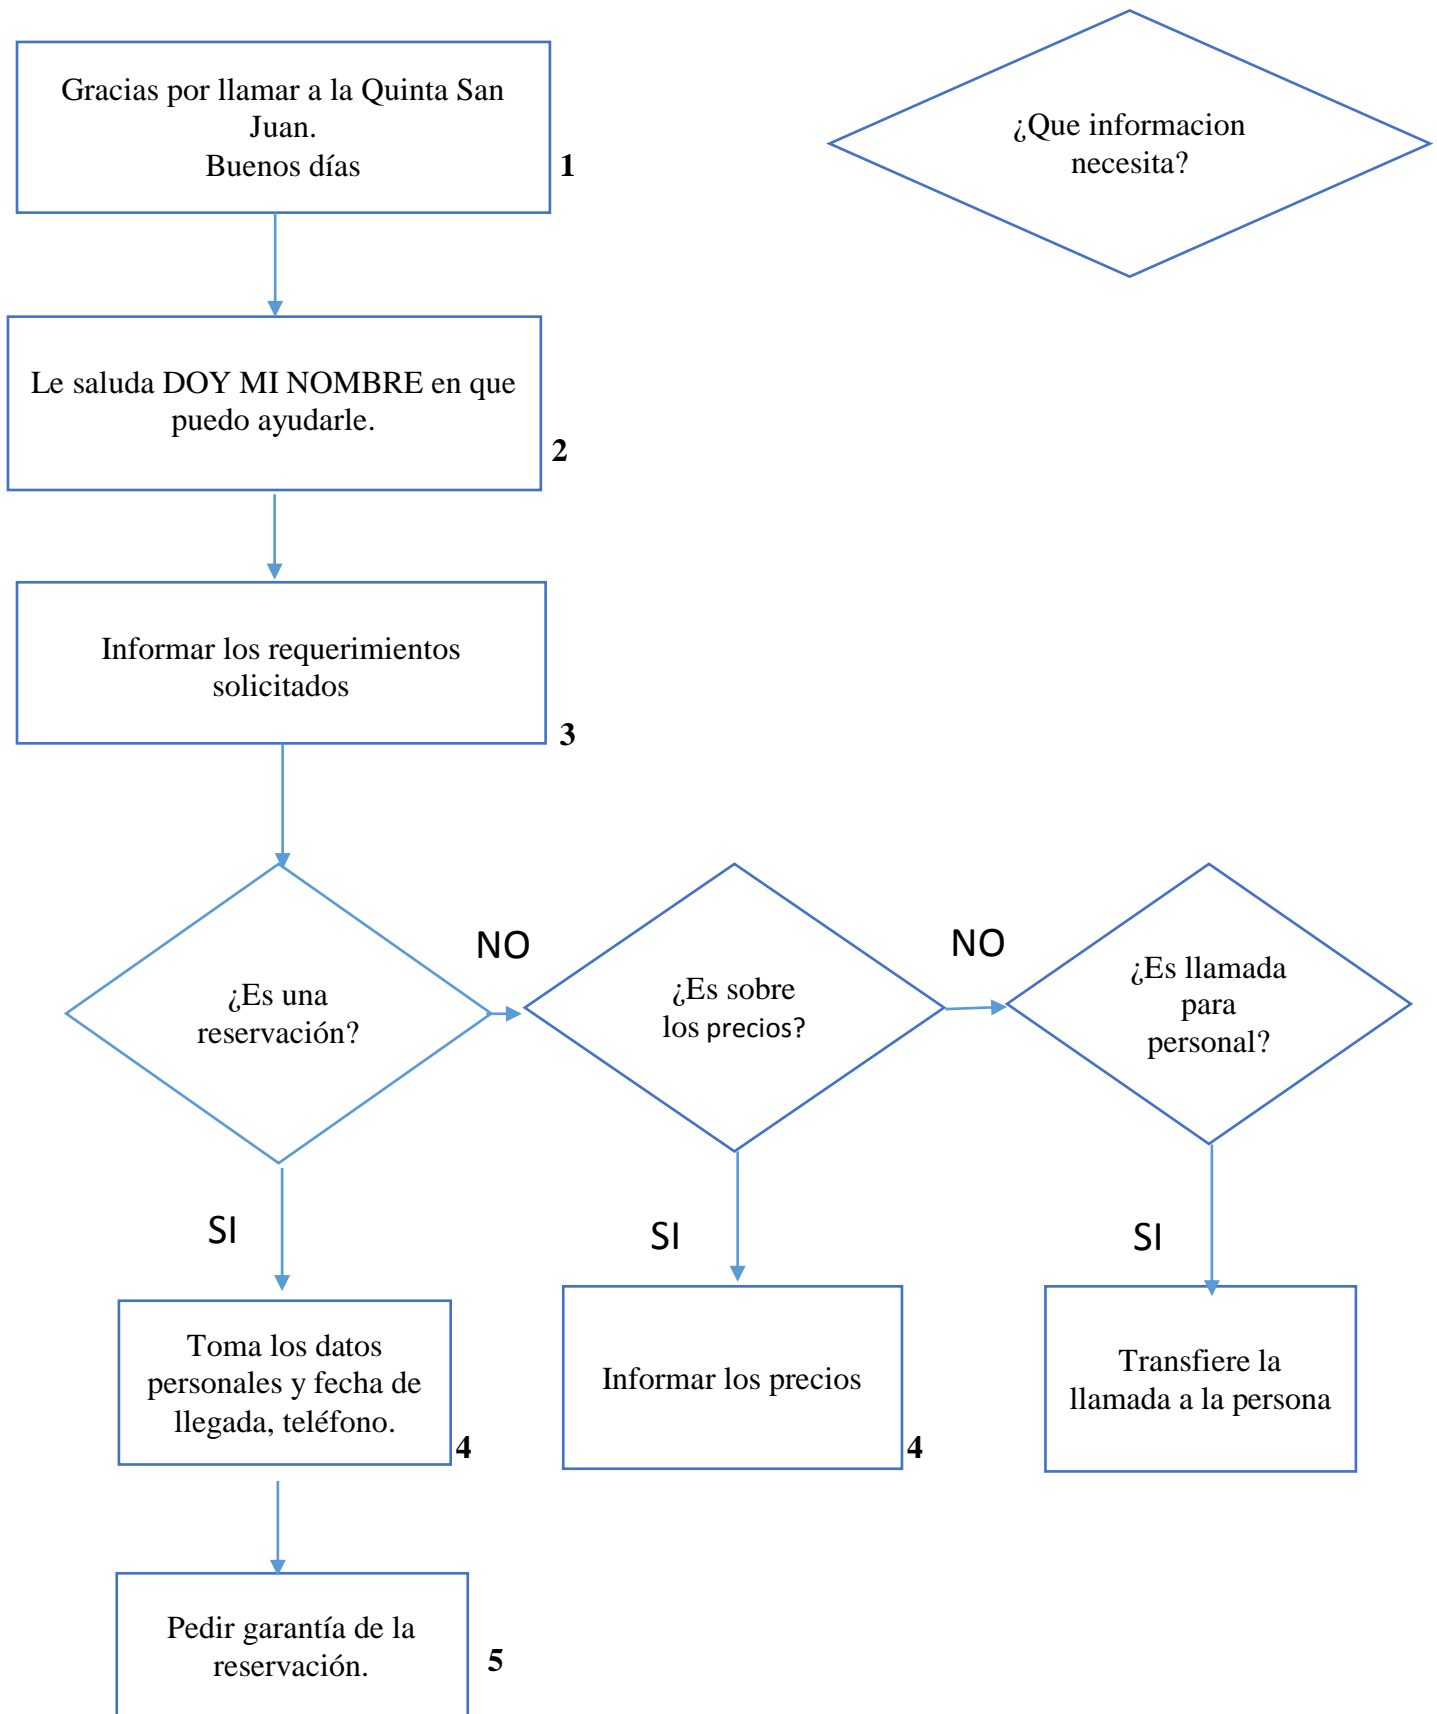 Gracias por llamar a la Quinta San
Juan.
Buenos días
1
¿Que informacion
necesita?
Le saluda DOY MI NOMBRE en que
puedo ayudarle.
2
Informar los requerimientos
solicitados
3
¿Es una
reservación?
NO
¿Es sobre
los precios?
NO
¿Es llamada
para
personal?
SI
SI
SI
Toma los datos
personales y fecha de
llegada, teléfono.
4
Informar los precios
4
Transfiere la
llamada a la persona
Pedir garantía de la
reservación.
5